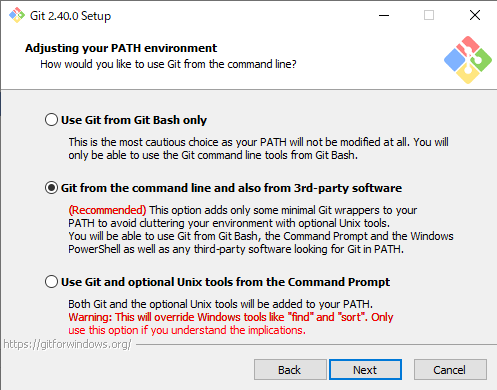 Git 2.40.0 Setup
Adjusting your PATH environment
How would you like to use Git from the command line?
Use Git from Git Bash only
This is the most cautious choice as your PATH will not be modified at all. You will
only be able to use the Git command line tools from Git Bash.
Git from the command line and also from 3rd-party software
(Recommended) This option adds only some minimal Git wrappers to your
PATH to avoid cluttering your environment with optional Unix tools.
You will be able to use Git from Git Bash, the Command Prompt and the Windows
PowerShell as well as any third-party software looking for Git in PATH.
Use Git and optional Unix tools from the Command Prompt
Both Git and the optional Unix tools will be added to your PATH.
Warning: This will override Windows tools like "find" and "sort". Only
use this option if you understand the implications.
https://gitforwindows.org/
Back
Next
Cancel